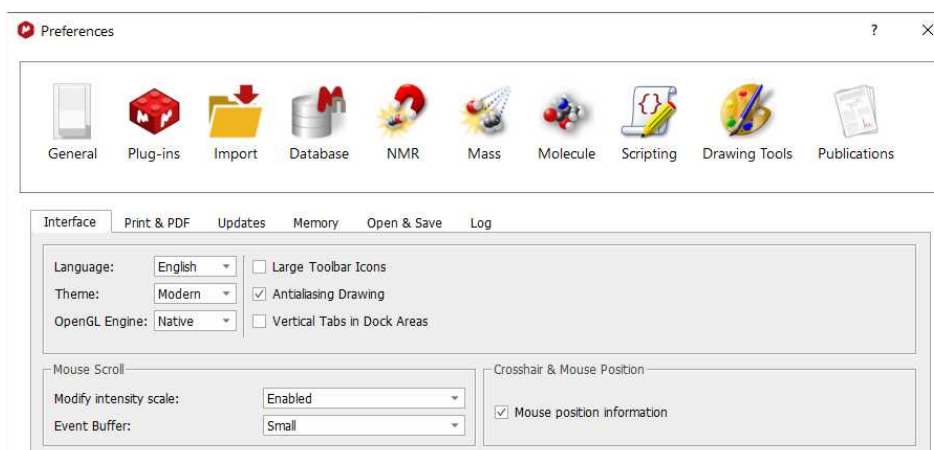 Preferences
?
General Plug-ins Import Database NMR Mass Molecule Scripting Drawing Tools Publications
Interface Print & PDF Updates Memory Open & Save Log
Language: English Large Toolbar Icons
Theme: Modern Antialiasing Drawing
OpenGL Engine: Native Vertical Tabs in Dock Areas
Mouse Scroll Crosshair & Mouse Position
Modify intensity scale: Enabled
Mouse position information
Event Buffer: Small